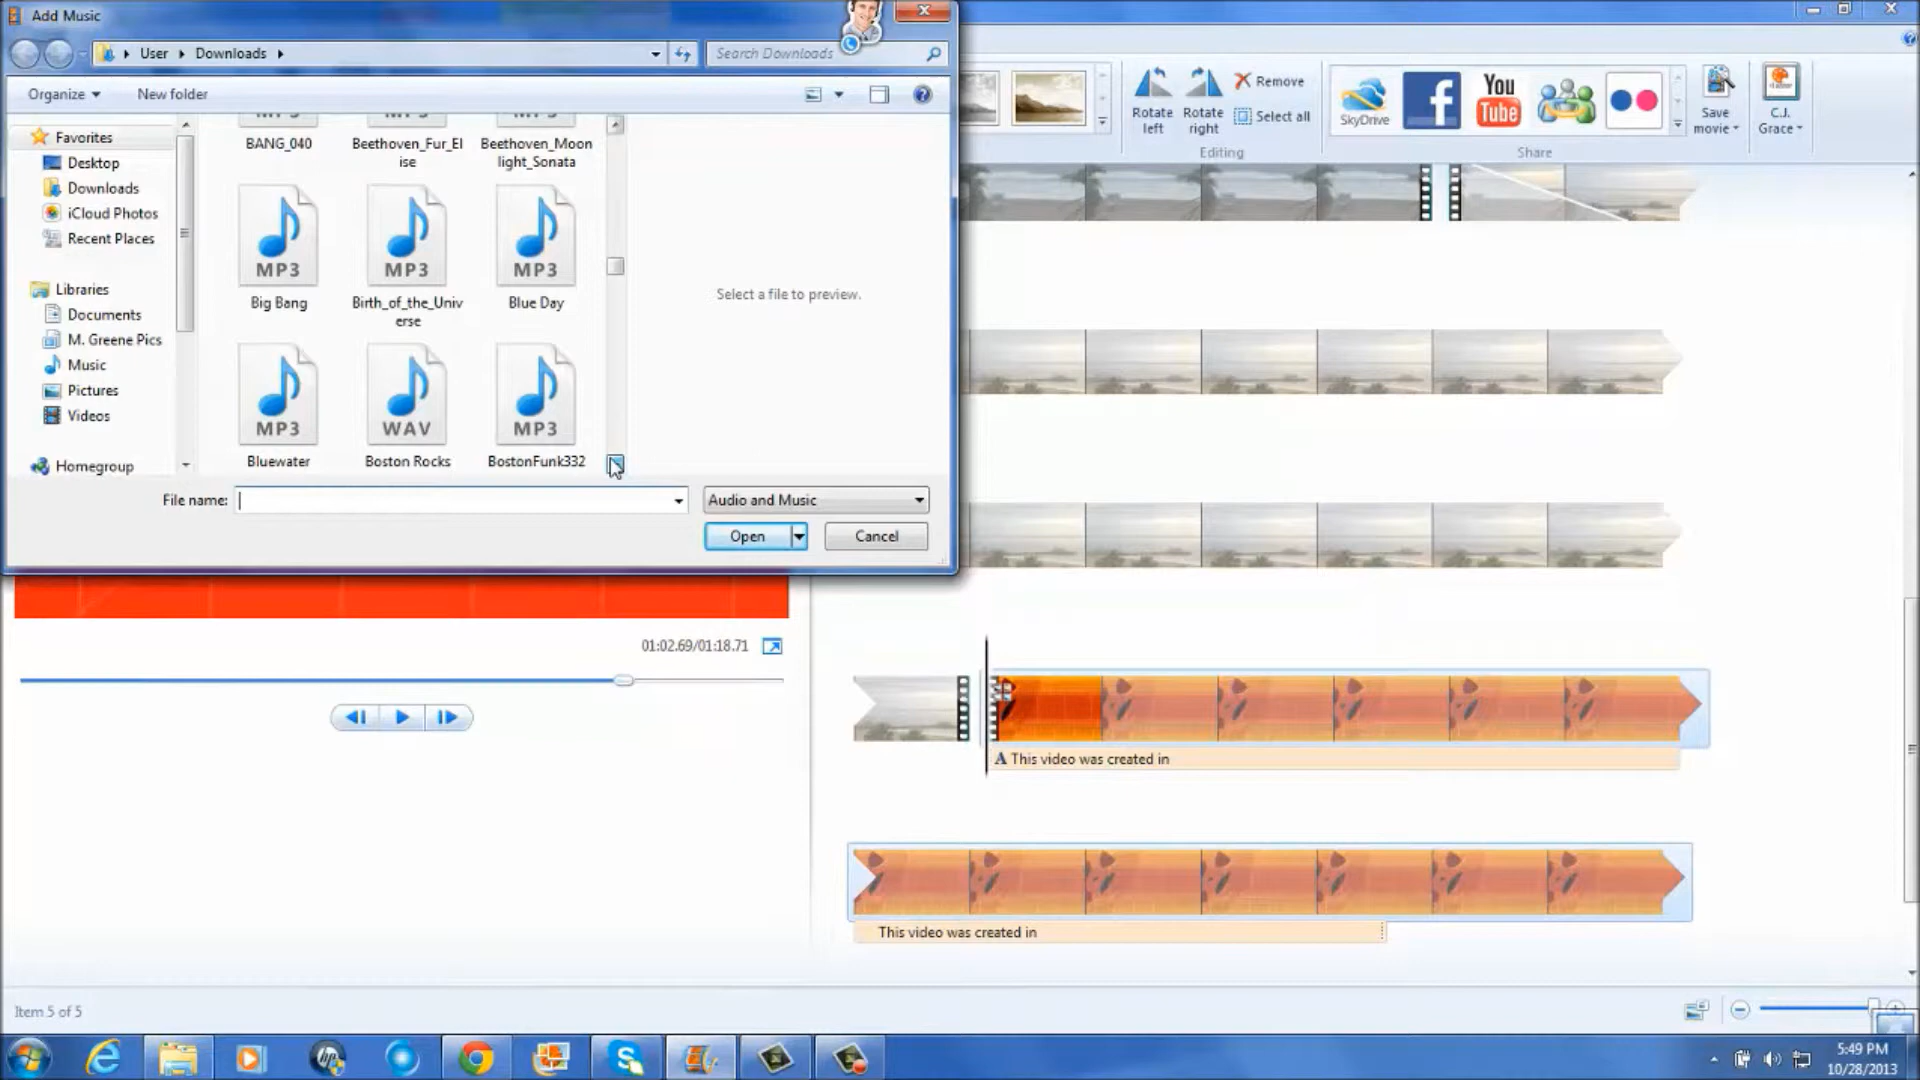 Add Music
User
Downloads
Search Downloads
Organize
New folder
Favorites
Desktop
Downloads
iCloud Photos
Recent Places
Libraries
Documents
M. Greene Pics
Music
Pictures
Videos
Homegroup
BANG_040
Beethoven_Fur_El
ise
Beethoven_Moon
light_Sonata
MP3
MP3
MP3
Big Bang
Birth_of_the_Univ
erse
Blue Day
MP3
WAV
MP3
Bluewater
Boston Rocks
BostonFunk332
Select a file to preview.
File name:
Audio and Music
Open
Cancel
Rotate
left
Rotate
right
Remove
Select all
Editing
SkyDrive
f
You
Tube
Share
Save
movie
C.J.
Grace
01:02.69/01:18.71
A This video was created in
This video was created in
Item 5 of 5
hp
S
5:49 PM
10/28/2013